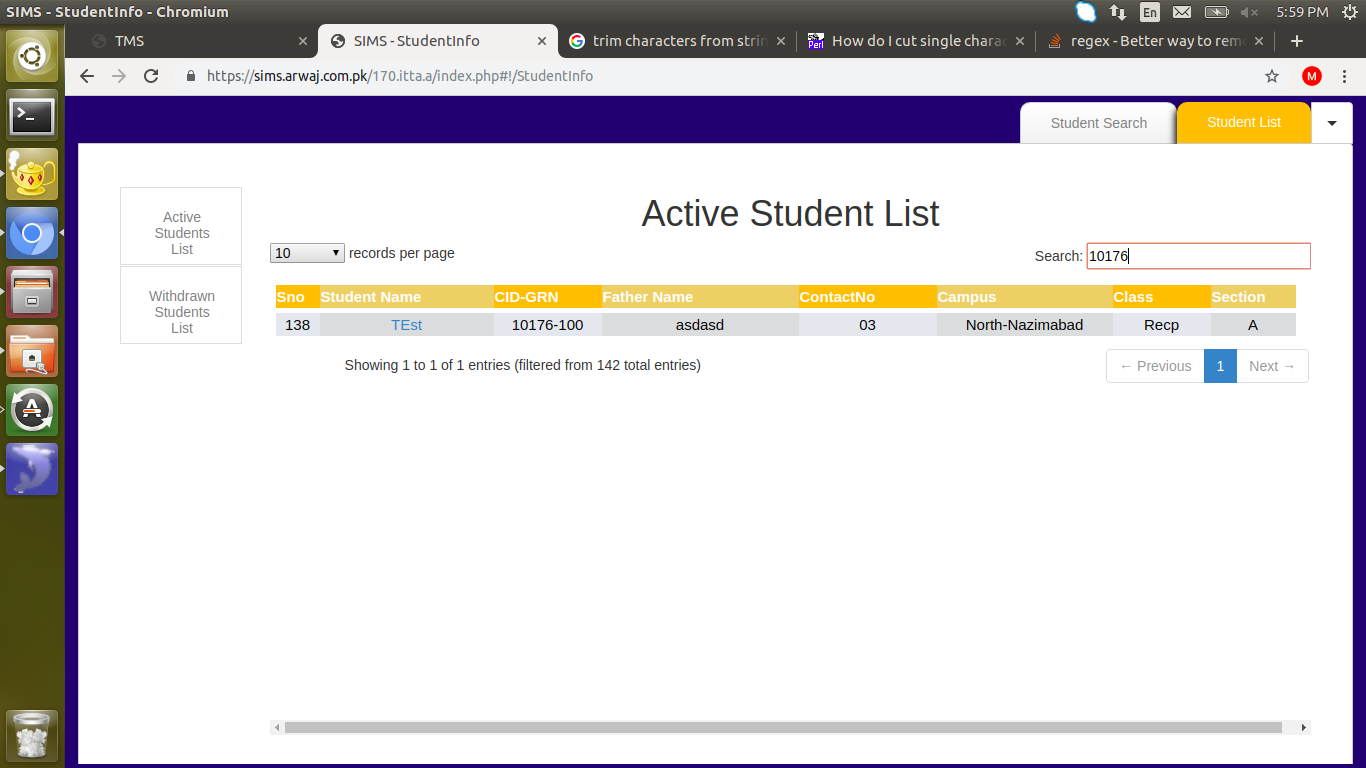 SIMS - StudentInfo - Chromium
En
5:59 PM
TMS
SIMS - StudentInfo
trim characters from strin
Perl
How do I cut single charac
regex - Better way to rem
https://sims.arwaj.com.pk/170.itta.a/index.php#!/StudentInfo
M
Student Search
Student List
Active
Students
List
Withdrawn
Students
List
Active Student List
10 records per page
Search: 10176
Sno Student Name CID-GRN Father Name ContactNo Campus Class Section
138 TEst 10176-100 asdasd 03 North-Nazimabad Recp A
Showing 1 to 1 of 1 entries (filtered from 142 total entries)
← Previous 1 Next →